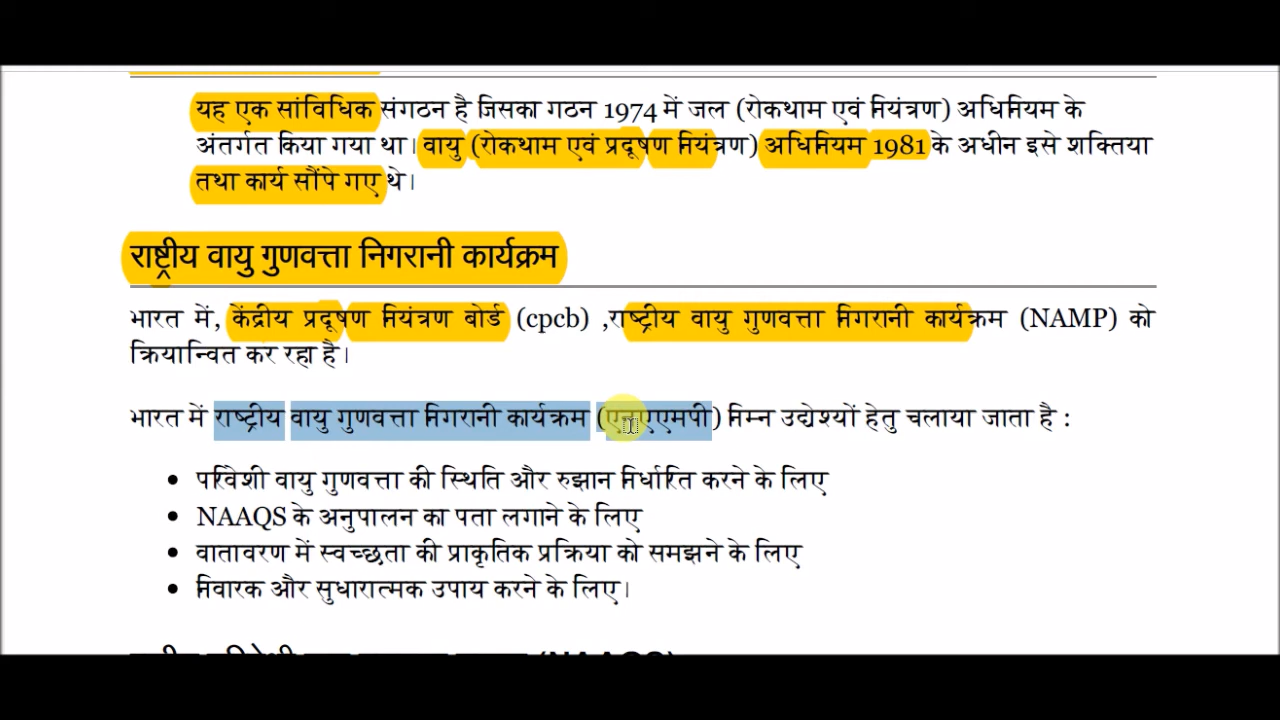 यह एक सांविधिक संगठन है जिसका गठन 1974 में जल (रोकथाम एवं नियंत्रण) अधिनियम के
अंतर्गत किया गया था। वायु (रोकथाम एवं प्रदूषण नियंत्रण) अधिनियम 1981 के अधीन इसे शक्तिया
तथा कार्य सौंपे गए थे।
राष्ट्रीय वायु गुणवत्ता निगरानी कार्यक्रम
भारत में, केंद्रीय प्रदूषण नियंत्रण बोर्ड (cpcb) ,राष्ट्रीय वायु गुणवत्ता निगरानी कार्यक्रम (NAMP) को
क्रियान्वित कर रहा है।
भारत में राष्ट्रीय वायु गुणवत्ता निगरानी कार्यक्रम (एनएएमपी) निम्न उद्येश्यों हेतु चलाया जाता है :
• परिवेशी वायु गुणवत्ता की स्थिति और रुझान निर्धारित करने के लिए
• NAAQS के अनुपालन का पता लगाने के लिए
• वातावरण में स्वच्छता की प्राकृतिक प्रक्रिया को समझने के लिए
• निवारक और सुधारात्मक उपाय करने के लिए।